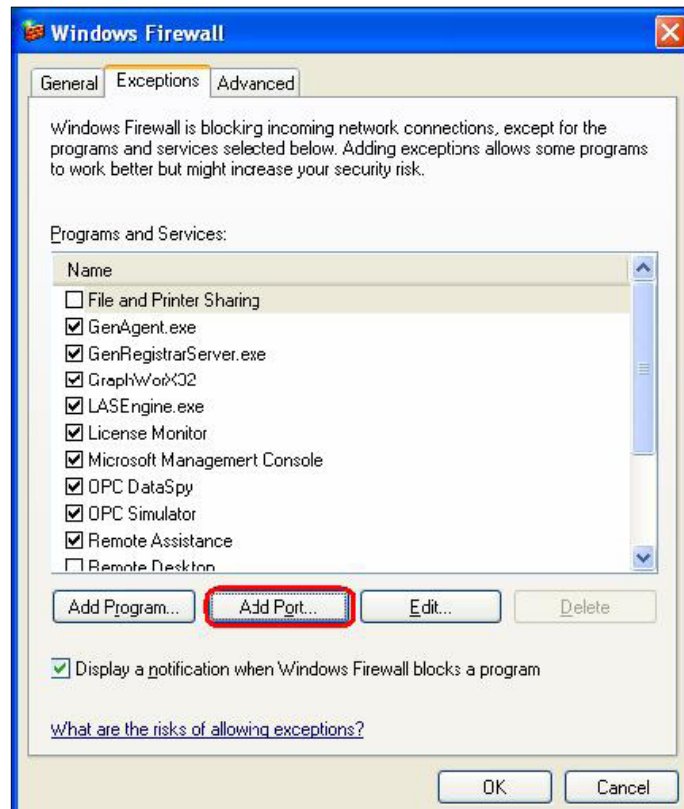 Windows Firewall
General Exceptions Advanced
Windows Firewall is blocking incoming network connections, except for the
programs and services selected below. Adding exceptions allows some programs
to work better but might increase your security risk.
Programs and Services:
Name
File and Printer Sharing
GenAgent.exe
GenRegistrarServer.exe
GraphWorX32
LASEngine.exe
License Monitor
Microsoft Management Console
OPC DataSpy
OPC Simulator
Remote Assistance
Remote Desktop
Add Program... Add Port... Edit... Delete
Display a notification when Windows Firewall blocks a program
What are the risks of allowing exceptions?
OK Cancel